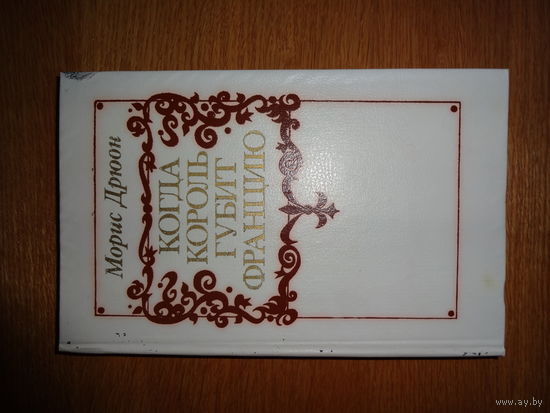 Морис Дрюон
КОГДА
КОРОЛЬ
ГУБИТ
ФРАНЦИЮ
www.ay.by